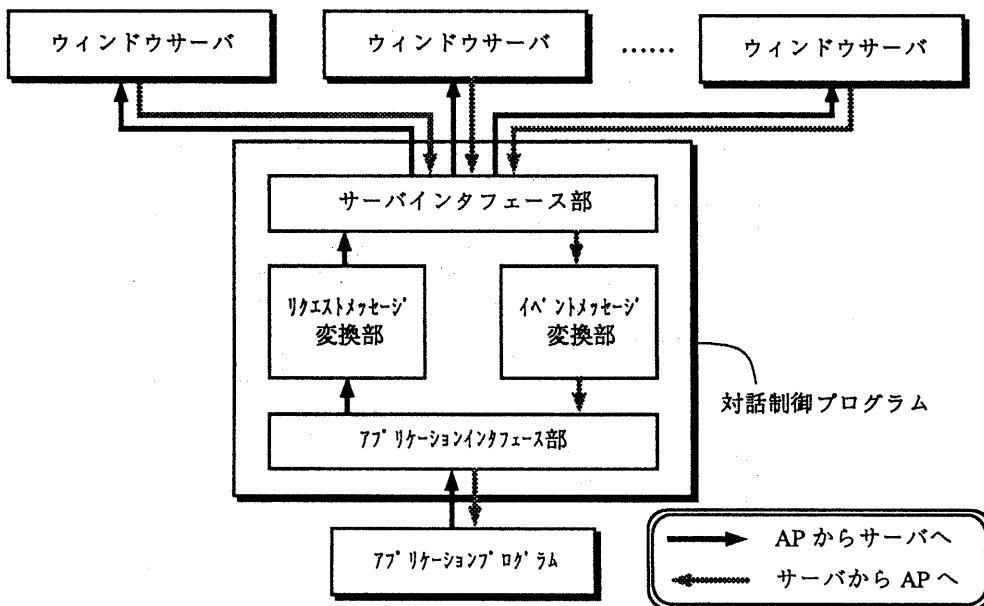 ウィンドウサーバ
ウィンドウサーバ
……
ウィンドウサーバ
サーバインタフェース部
リクエストメッセージ
変換部
イベントメッセージ
変換部
対話制御プログラム
アプリケーションインタフェース部
アプリケーションプログラム
APからサーバへ
サーバからAPへ